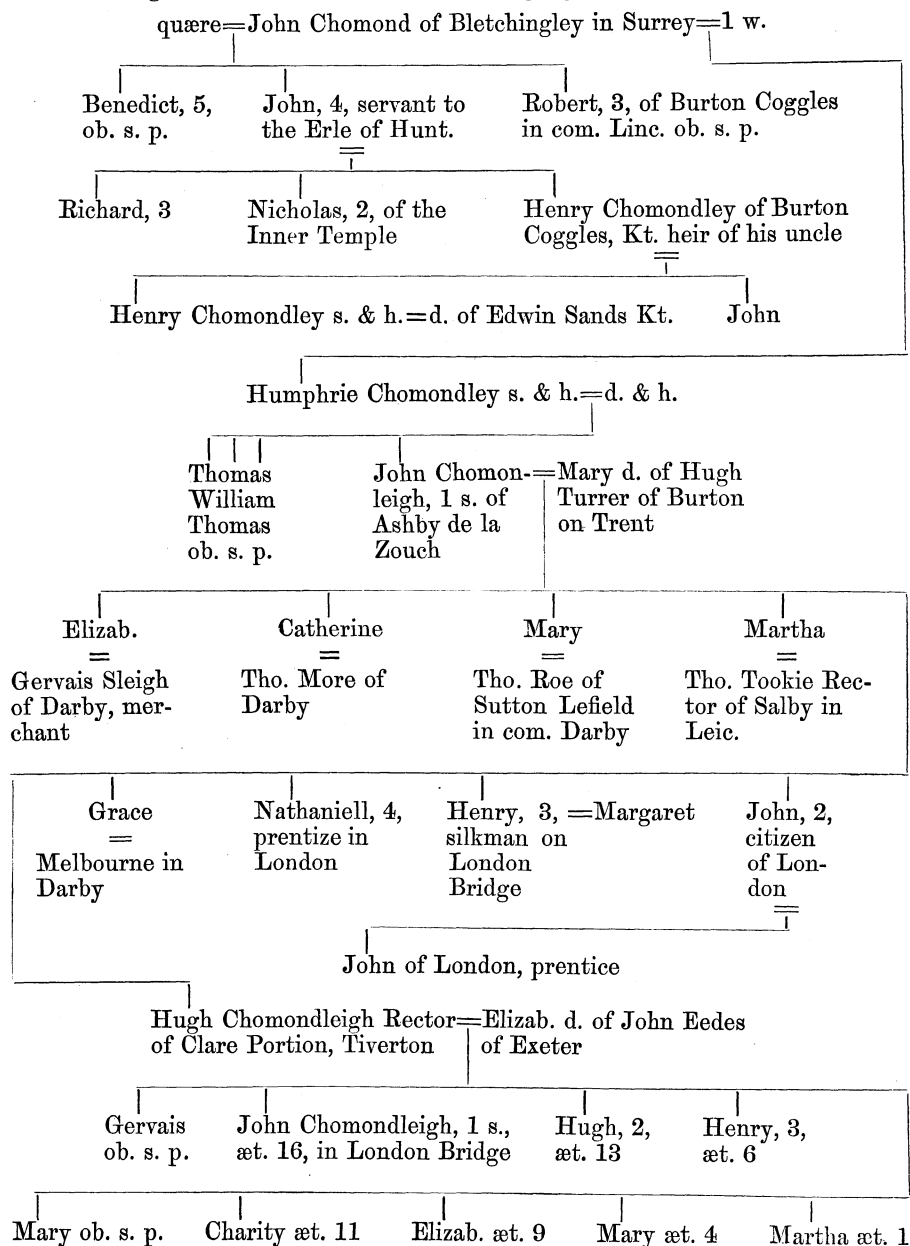 quære=John Chomond of Bletchingley in Surrey=1 w.
Benedict, 5,
ob. s. p.
John, 4, servant to
the Erle of Hunt.
=
Robert, 3, of Burton Coggles
in com. Linc. ob. s. p.
Richard, 3
Nicholas, 2, of the
Inner Temple
Henry Chomondley of Burton
Coggles, Kt. heir of his uncle
=
Henry Chomondley s. & h.=d. of Edwin Sands Kt.
John
Humphrie Chomondley s. & h.=d. & h.
Thomas
William
Thomas
ob. s. p.
John Chomon-=Mary d. of Hugh
leigh, 1 s. of Turrer of Burton
Ashby de la on Trent
Zouch
Elizab.
=
Gervais Sleigh
of Darby, mer-
chant
Catherine
=
Tho. More of
Darby
Mary
=
Tho. Roe of
Sutton Lefield
in com. Darby
Martha
=
Tho. Tookie Rec-
tor of Salby in
Leic.
Grace
=
Melbourne in
Darby
Nathaniell, 4,
prentize in
London
Henry, 3, =Margaret
silkman on
London
Bridge
John, 2,
citizen
of Lon-
don
=
John of London, prentice
Hugh Chomondleigh Rector=Elizab. d. of John Eedes
of Clare Portion, Tiverton of Exeter
Gervais
ob. s. p.
John Chomondleigh, 1 s.,
æt. 16, in London Bridge
Hugh, 2,
æt. 13
Henry, 3,
æt. 6
Mary ob. s. p. Charity æt. 11 Elizab. æt. 9 Mary æt. 4 Martha æt. 1